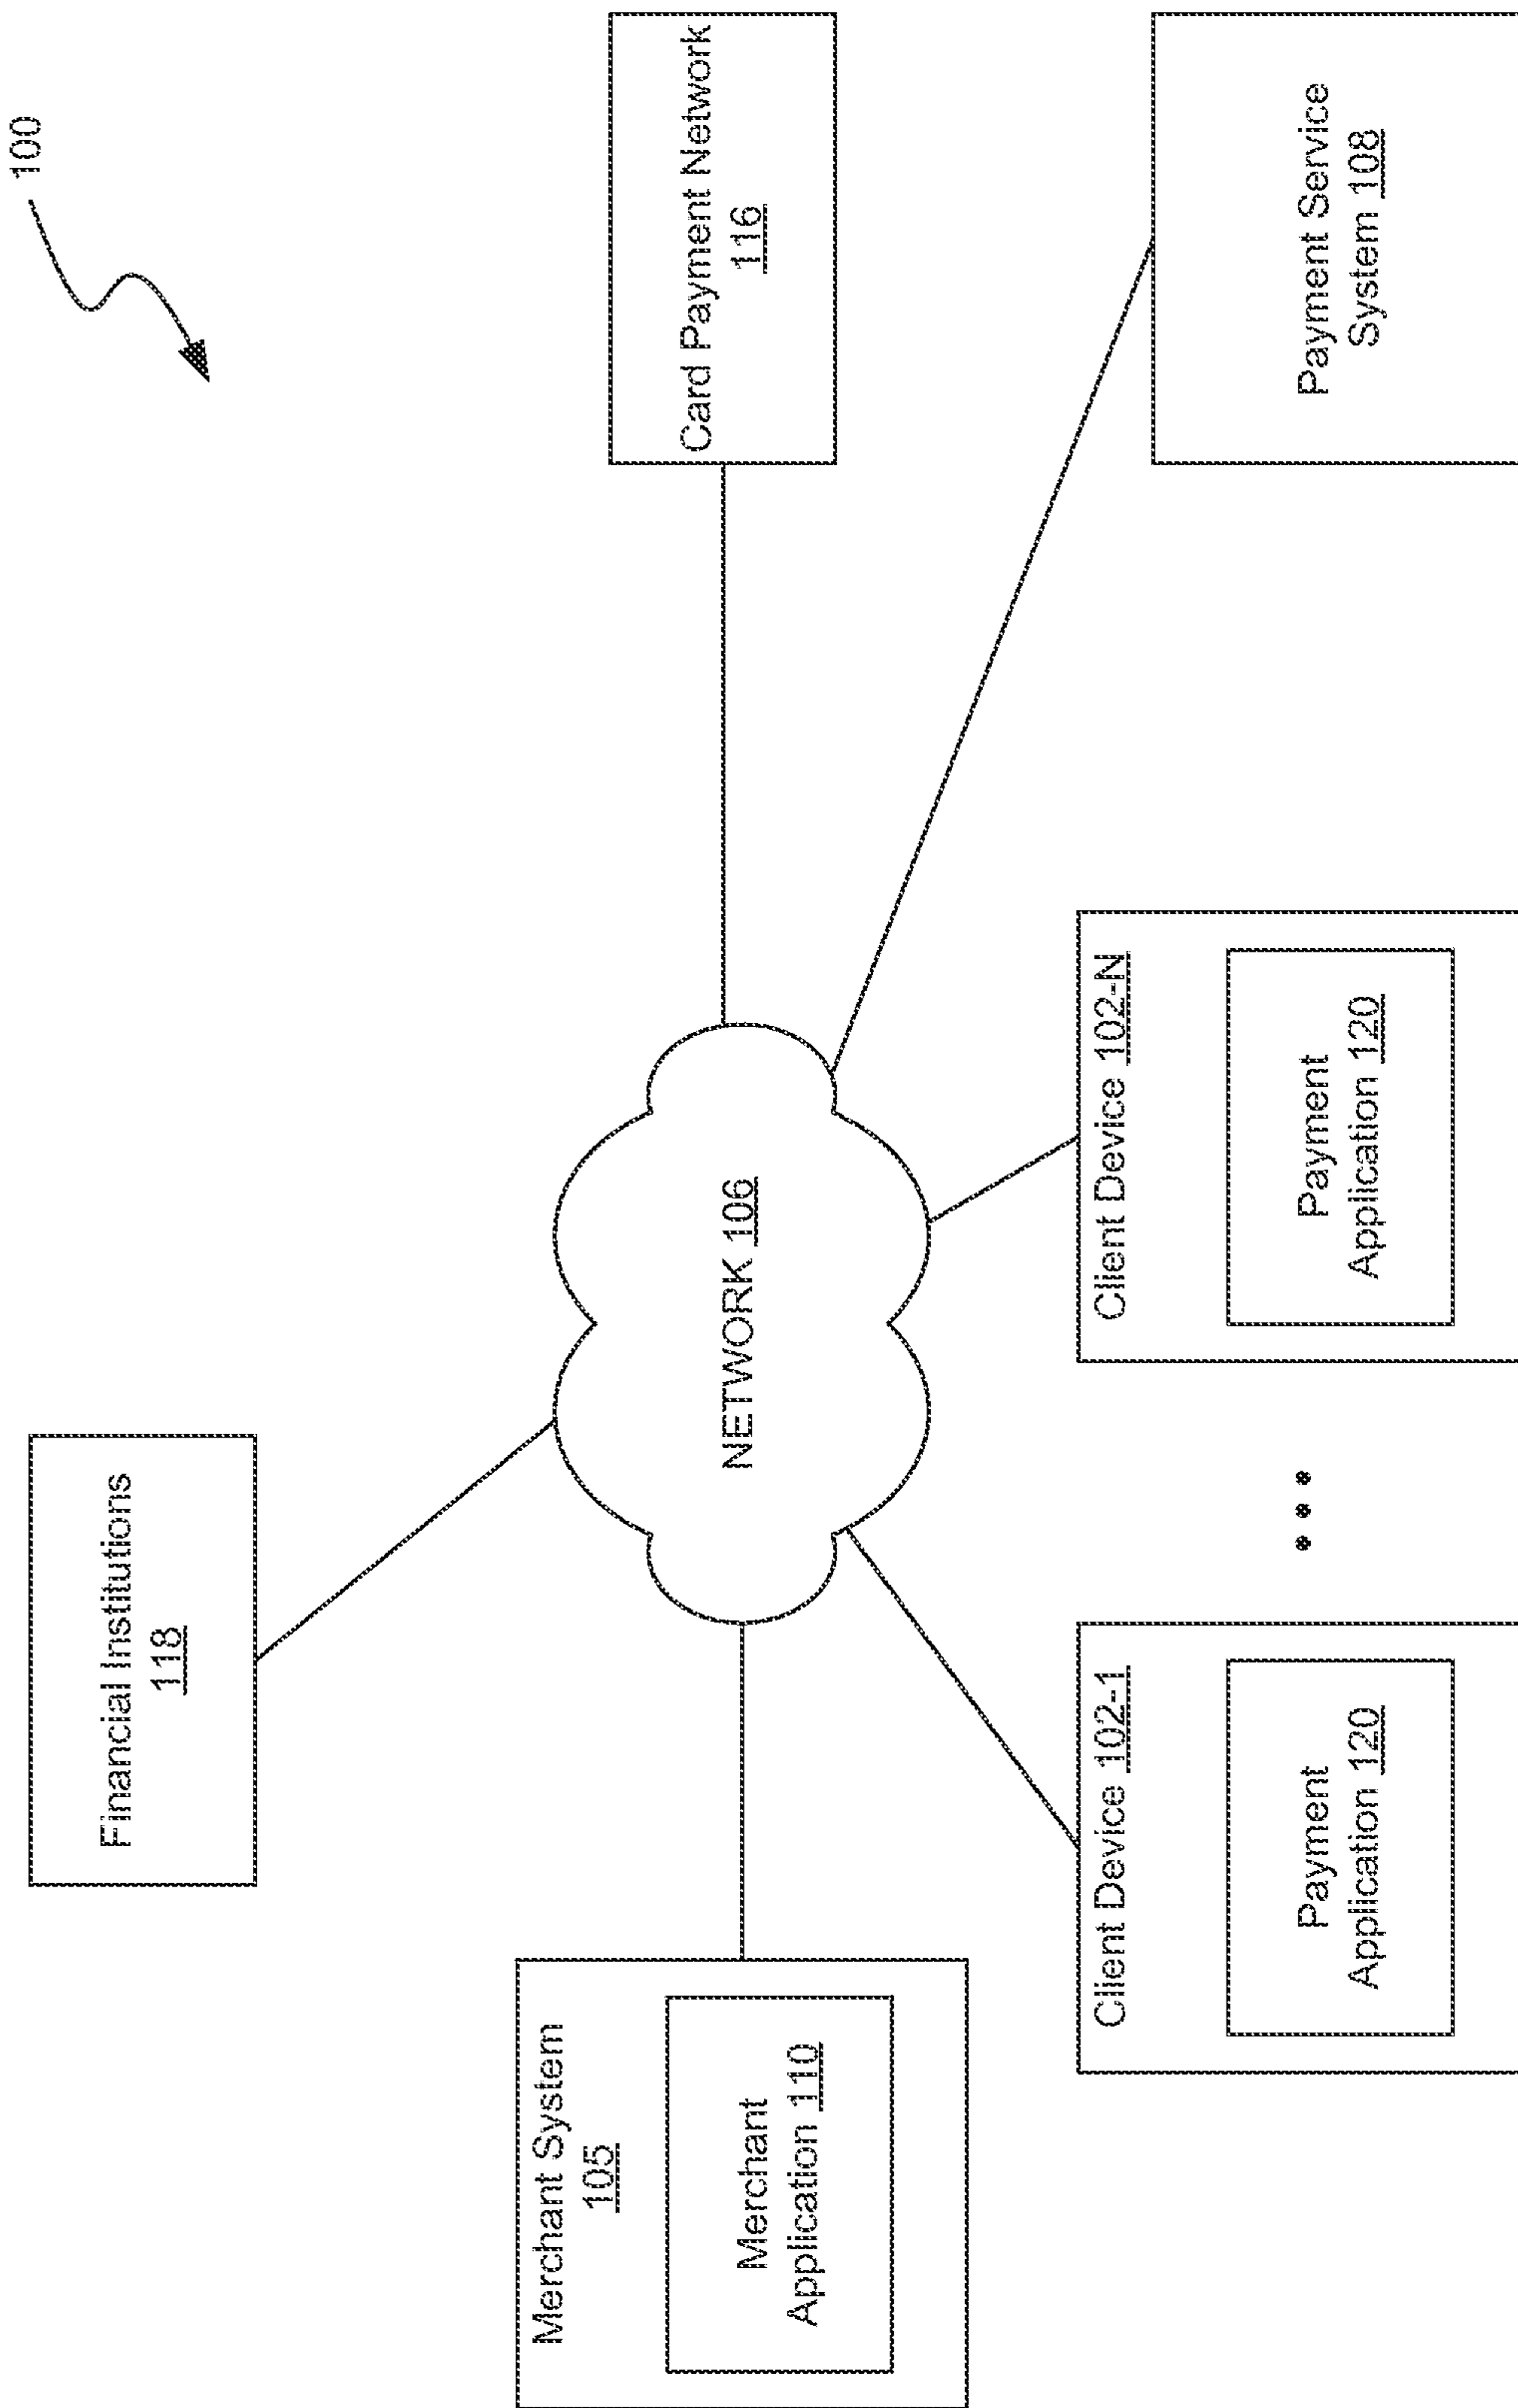 100
Financial Institutions
118
Merchant System
105
Merchant
Application 110
NETWORK 106
Card Payment Network
116
Client Device 102-1
Payment
Application 120
Client Device 102-N
Payment
Application 120
Payment Service
System 108